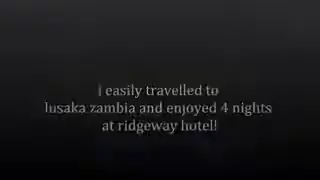 i easily travelled to
lusaka zambia and enjoyed 4 nights
at ridgeway hotel!